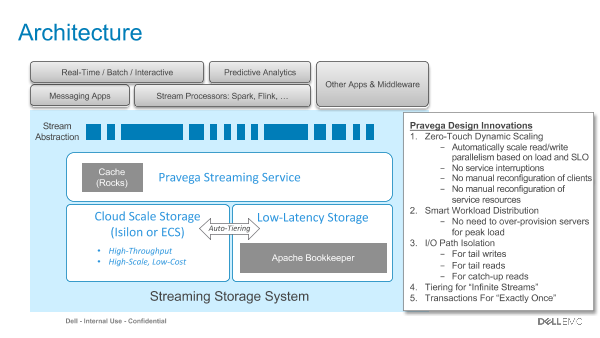 Architecture
Real-Time / Batch / Interactive
Predictive Analytics
Other Apps & Middleware
Messaging Apps
Stream Processors: Spark, Flink, …
Stream
Abstraction
Cache
(Rocks)
Pravega Streaming Service
Cloud Scale Storage
(Isilon or ECS)
• High-Throughput
• High-Scale, Low-Cost
Auto-Tiering
Low-Latency Storage
Apache Bookkeeper
Streaming Storage System
Pravega Design Innovations
1. Zero-Touch Dynamic Scaling
– Automatically scale read/write
parallelism based on load and SLO
– No service interruptions
– No manual reconfiguration of clients
– No manual reconfiguration of
service resources
2. Smart Workload Distribution
– No need to over-provision servers
for peak load
3. I/O Path Isolation
– For tail writes
– For tail reads
– For catch-up reads
4. Tiering for "Infinite Streams"
5. Transactions For "Exactly Once"
Dell - Internal Use - Confidential
DELLEMC